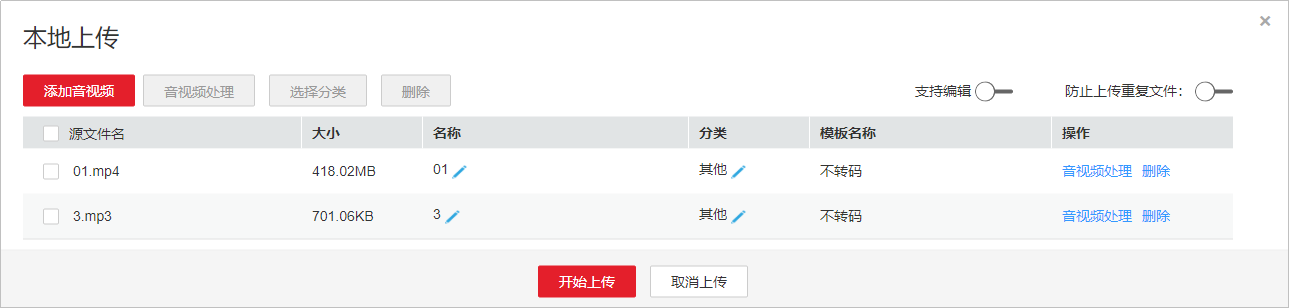 本地上传
添加音视频 音视频处理 选择分类 删除 支持编辑 防止上传重复文件：
源文件名 大小 名称 分类 模板名称 操作
01.mp4 418.02MB 01 其他 不转码 音视频处理 删除
3.mp3 701.06KB 3 其他 不转码 音视频处理 删除
开始上传 取消上传